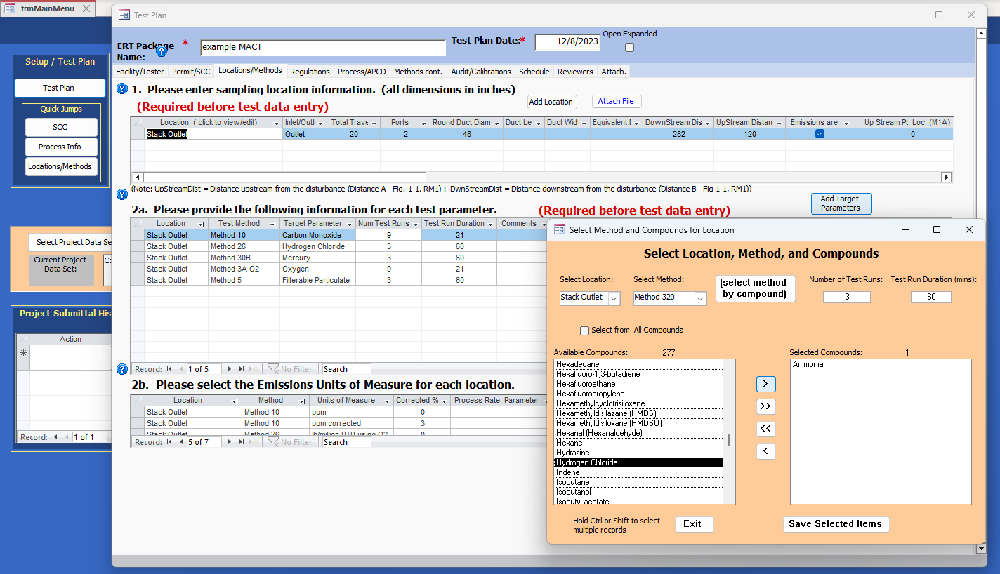 frmMainMenu
Test Plan
Setup / Test Plan
Test Plan
Quick Jumps
SCC
Process Info
Locations/Methods
Select Project Data Se
Current Project
Data Set:
C:
Project Submittal His
Action
Record: 1 of 1
ERT Package
Name:
*
example MACT
Test Plan Date:*
12/8/2023
Open Expanded
Facility/Tester Permit/SCC Locations/Methods Regulations Process/APCD Methods cont. Audit/Calibrations Schedule Reviewers Attach.
1. Please enter sampling location information. (all dimensions in inches)
(Required before test data entry)
Add Location
Attach File
Location: ( click to view/edit) Inlet/Outl Total Trave Ports Round Duct Diam Duct Le Duct Widt Equivalent I DownStream Dis UpStream Distan Emissions are Up Stream Pt. Loc. (M1A)
Stack Outlet Outlet 20 2 48 282 120 0
(Note: UpStreamDist = Distance upstream from the disturbance (Distance A - Fig. 1-1, RM1) ; DwnStreamDist = Distance downstream from the disturbance (Distance B - Fig 1-1, RM1))
2a. Please provide the following information for each test parameter.
(Required before test data entry)
Add Target
Parameters
Location Test Method Target Parameter Num Test Runs Test Run Duration Comments
Stack Outlet Method 10 Carbon Monoxide 9 21
Stack Outlet Method 26 Hydrogen Chloride 3 60
Stack Outlet Method 30B Mercury 3 60
Stack Outlet Method 3A O2 Oxygen 9 21
Stack Outlet Method 5 Filterable Particulate 3 60
Record: 1 of 5 No Filter Search
2b. Please select the Emissions Units of Measure for each location.
Location Method Units of Measure Corrected % Process Rate, Parameter
Stack Outlet Method 10 ppm 0
Stack Outlet Method 10 ppm corrected 3
Stack Outlet Method 26 lb/million BTU using O2 0
Record: 5 of 7 No Filter Search
Select Method and Compounds for Location
Select Location, Method, and Compounds
Select Location:
Select Method:
(select method
by compound)
Number of Test Runs:
Test Run Duration (mins):
Stack Outlet
Method 320
3
60
Select from All Compounds
Available Compounds: 277
Selected Compounds: 1
Hexadecane
Hexafluoro-1,3-butadiene
Hexafluoroethane
Hexafluoropropylene
Hexamethylcyclotrisiloxane
Hexamethyldisilazane (HMDS)
Hexamethyldisiloxane (HMDSO)
Hexanal (Hexanaldehyde)
Hexane
Hydrazine
Hydrogen Chloride
Indene
Isobutane
Isobutanol
Isobutyl acetate
>
>>
<<
<
Ammonia
Hold Ctrl or Shift to select
multiple records
Exit
Save Selected Items